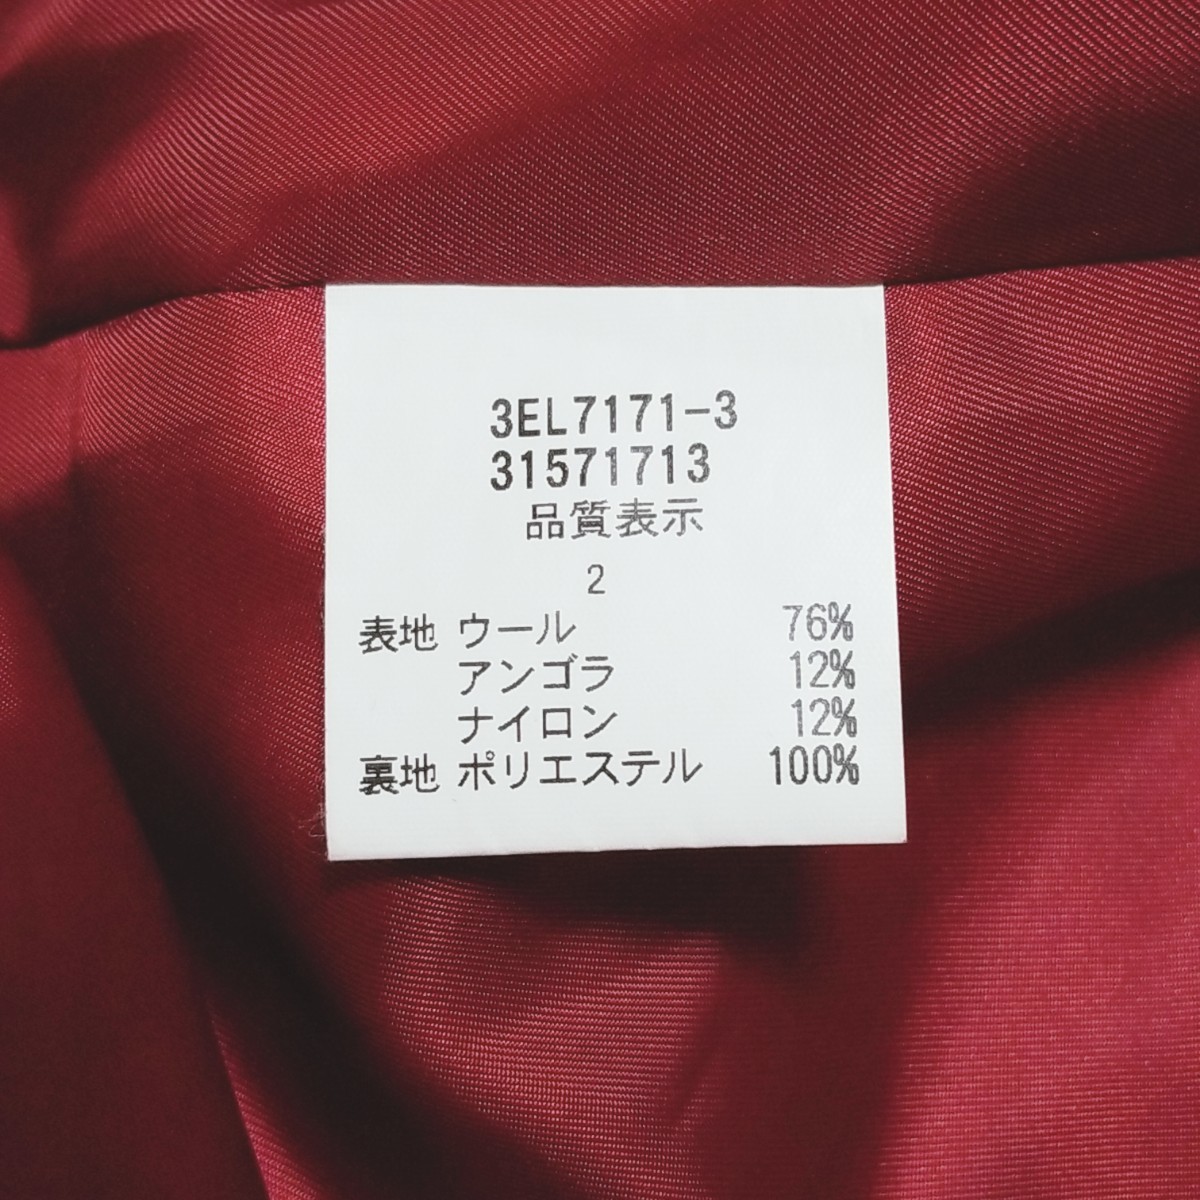 3EL7171-3
31571713
品質表示
2
表地 ウール 76%
アンゴラ 12%
ナイロン 12%
裏地 ポリエステル 100%